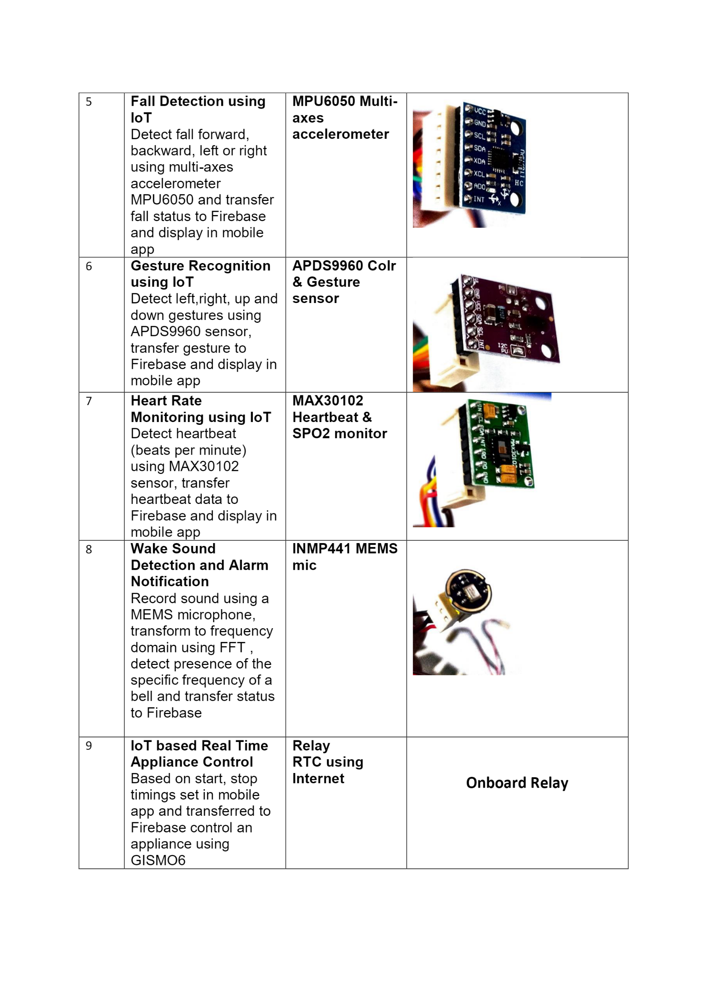 5
Fall Detection using
IoT
Detect fall forward,
backward, left or right
using multi-axes
accelerometer
MPU6050 and transfer
fall status to Firebase
and display in mobile
app
MPU6050 Multi-
axes
accelerometer
VCC
GND
SCL
SDA
XDA
XCL
ADO
INT
HC
X
Y
6
Gesture Recognition
using IoT
Detect left,right, up and
down gestures using
APDS9960 sensor,
transfer gesture to
Firebase and display in
mobile app
APDS9960 Colr
& Gesture
sensor
VL
GND
VCC
SDA
SCL
INT
PS
I2C
PU
7
Heart Rate
Monitoring using IoT
Detect heartbeat
(beats per minute)
using MAX30102
sensor, transfer
heartbeat data to
Firebase and display in
mobile app
MAX30102
Heartbeat &
SPO2 monitor
VIN
SCL
SDA
INT
IRD
RD
GND
MAX30102
8
Wake Sound
Detection and Alarm
Notification
Record sound using a
MEMS microphone,
transform to frequency
domain using FFT ,
detect presence of the
specific frequency of a
bell and transfer status
to Firebase
INMP441 MEMS
mic
9
IoT based Real Time
Appliance Control
Based on start, stop
timings set in mobile
app and transferred to
Firebase control an
appliance using
GISMO6
Relay
RTC using
Internet
Onboard Relay